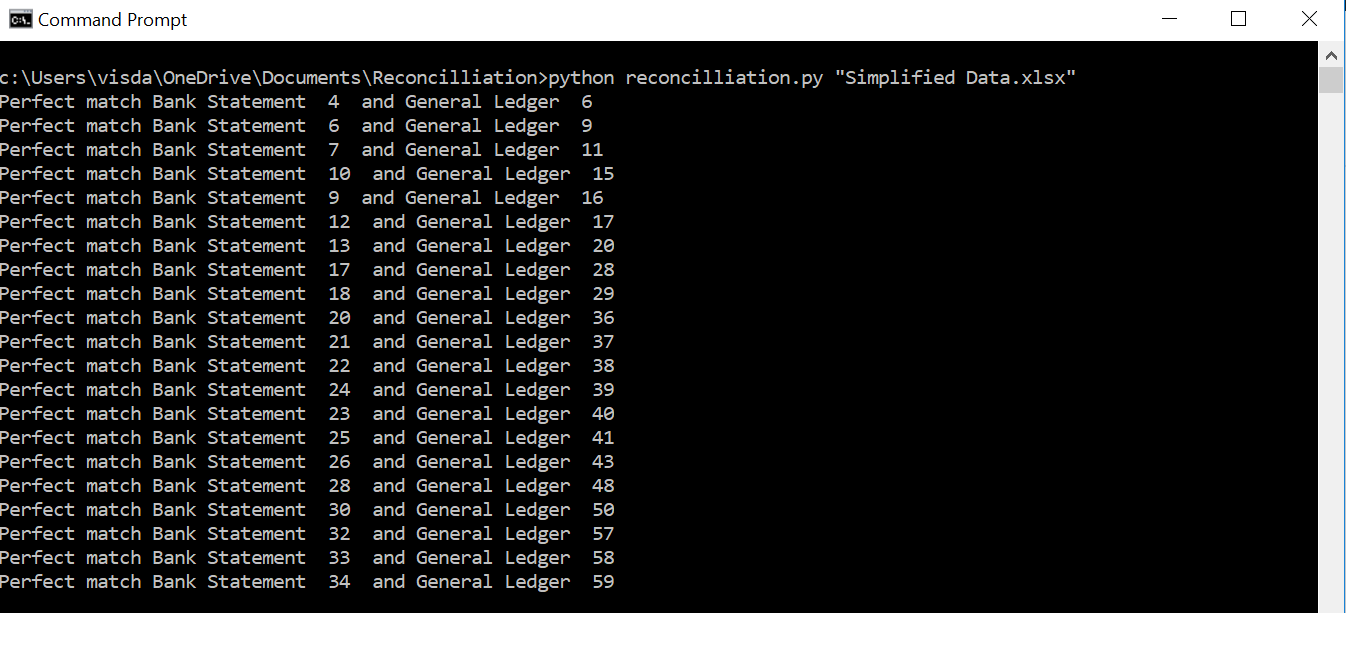 Command Prompt
c:\Users\visda\OneDrive\Documents\Reconcilliation>python reconcilliation.py "Simplified Data.xlsx"
Perfect match Bank Statement  4  and General Ledger  6
Perfect match Bank Statement  6  and General Ledger  9
Perfect match Bank Statement  7  and General Ledger  11
Perfect match Bank Statement  10  and General Ledger  15
Perfect match Bank Statement  9  and General Ledger  16
Perfect match Bank Statement  12  and General Ledger  17
Perfect match Bank Statement  13  and General Ledger  20
Perfect match Bank Statement  17  and General Ledger  28
Perfect match Bank Statement  18  and General Ledger  29
Perfect match Bank Statement  20  and General Ledger  36
Perfect match Bank Statement  21  and General Ledger  37
Perfect match Bank Statement  22  and General Ledger  38
Perfect match Bank Statement  24  and General Ledger  39
Perfect match Bank Statement  23  and General Ledger  40
Perfect match Bank Statement  25  and General Ledger  41
Perfect match Bank Statement  26  and General Ledger  43
Perfect match Bank Statement  28  and General Ledger  48
Perfect match Bank Statement  30  and General Ledger  50
Perfect match Bank Statement  32  and General Ledger  57
Perfect match Bank Statement  33  and General Ledger  58
Perfect match Bank Statement  34  and General Ledger  59